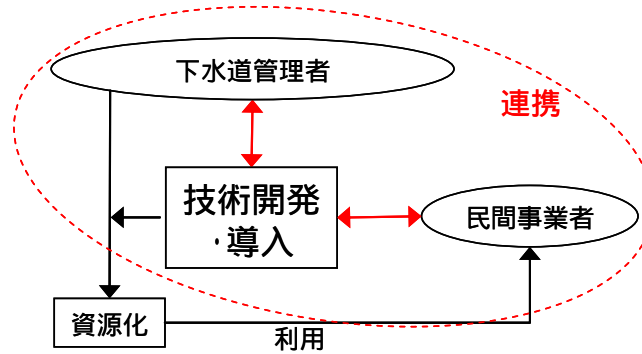 下水道管理者
連携
技術開発
・導入
民間事業者
資源化
利用